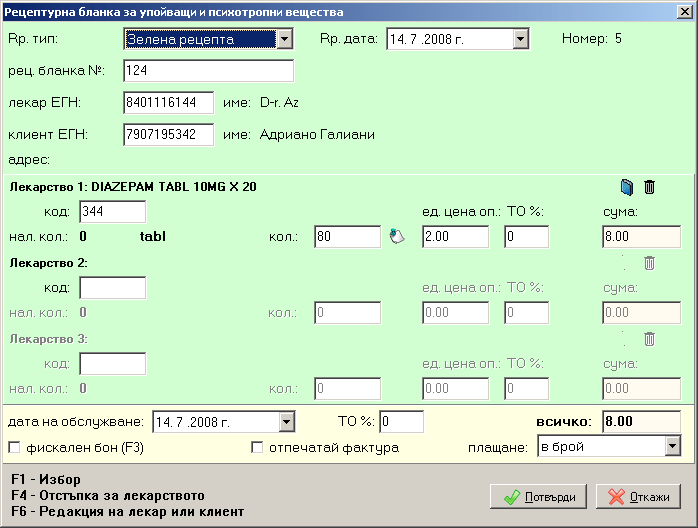 Рецептурна бланка за упойващи и психотропни вещества
Rp. тип: Зелена рецепта Rp. дата: 14. 7 .2008 г. Номер: 5
рец. бланка №: 124
лекар ЕГН: 8401116144 име: D-r. Az
клиент ЕГН: 7907195342 име: Адриано Галиани
адрес:
Лекарство 1: DIAZEPAM TABL 10MG X 20
код: 344 ед. цена оп.: ТО %: сума:
нал. кол.: 0 tabl кол.: 80 2.00 0 8.00
Лекарство 2:
код: ед. цена оп.: ТО %: сума:
нал. кол.: 0 кол.: 0 0.00 0 0.00
Лекарство 3:
код: ед. цена оп.: ТО %: сума:
нал. кол.: 0 кол.: 0 0.00 0 0.00
дата на обслужване: 14. 7 .2008 г. ТО %: 0 всичко: 8.00
фискален бон (F3) отпечатай фактура плащане: в брой
F1 - Избор
F4 - Отстъпка за лекарството
F6 - Редакция на лекар или клиент
Потвърди Откажи